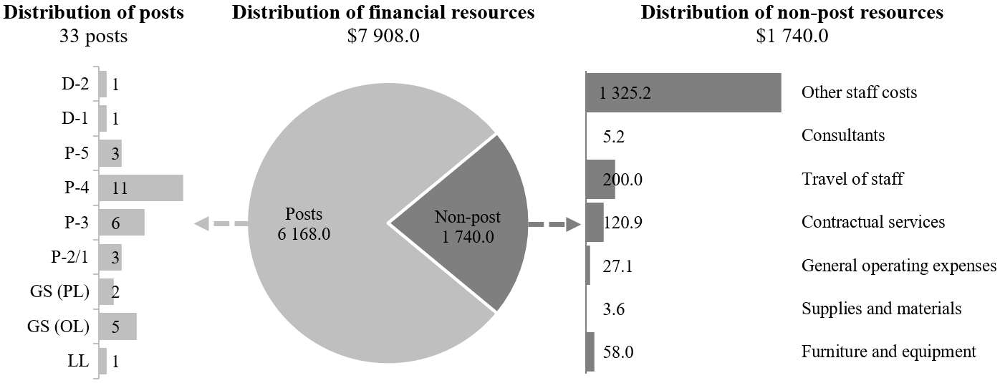 Distribution of posts
33 posts
D-2 1
D-1 1
P-5 3
P-4 11
P-3 6
P-2/1 3
GS (PL) 2
GS (OL) 5
LL 1
Distribution of financial resources
$7 908.0
Posts
6 168.0
Non-post
1 740.0
Distribution of non-post resources
$1 740.0
1 325.2 Other staff costs
5.2 Consultants
200.0 Travel of staff
120.9 Contractual services
27.1 General operating expenses
3.6 Supplies and materials
58.0 Furniture and equipment